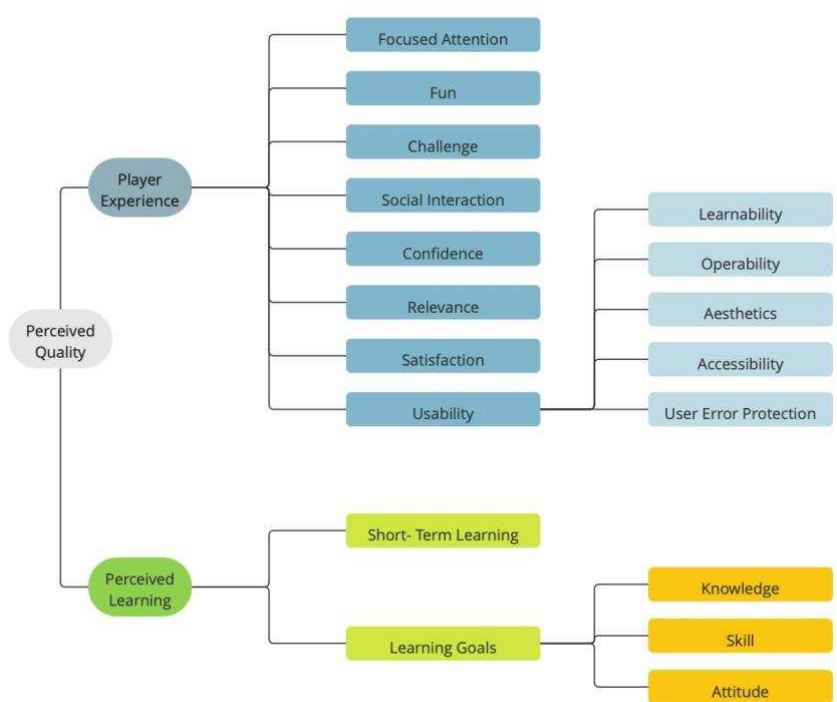 Focused Attention
Fun
Challenge
Player
Experience
Social Interaction
Confidence
Relevance
Satisfaction
Usability
Learnability
Operability
Aesthetics
Accessibility
User Error Protection
Perceived
Quality
Short- Term Learning
Perceived
Learning
Learning Goals
Knowledge
Skill
Attitude